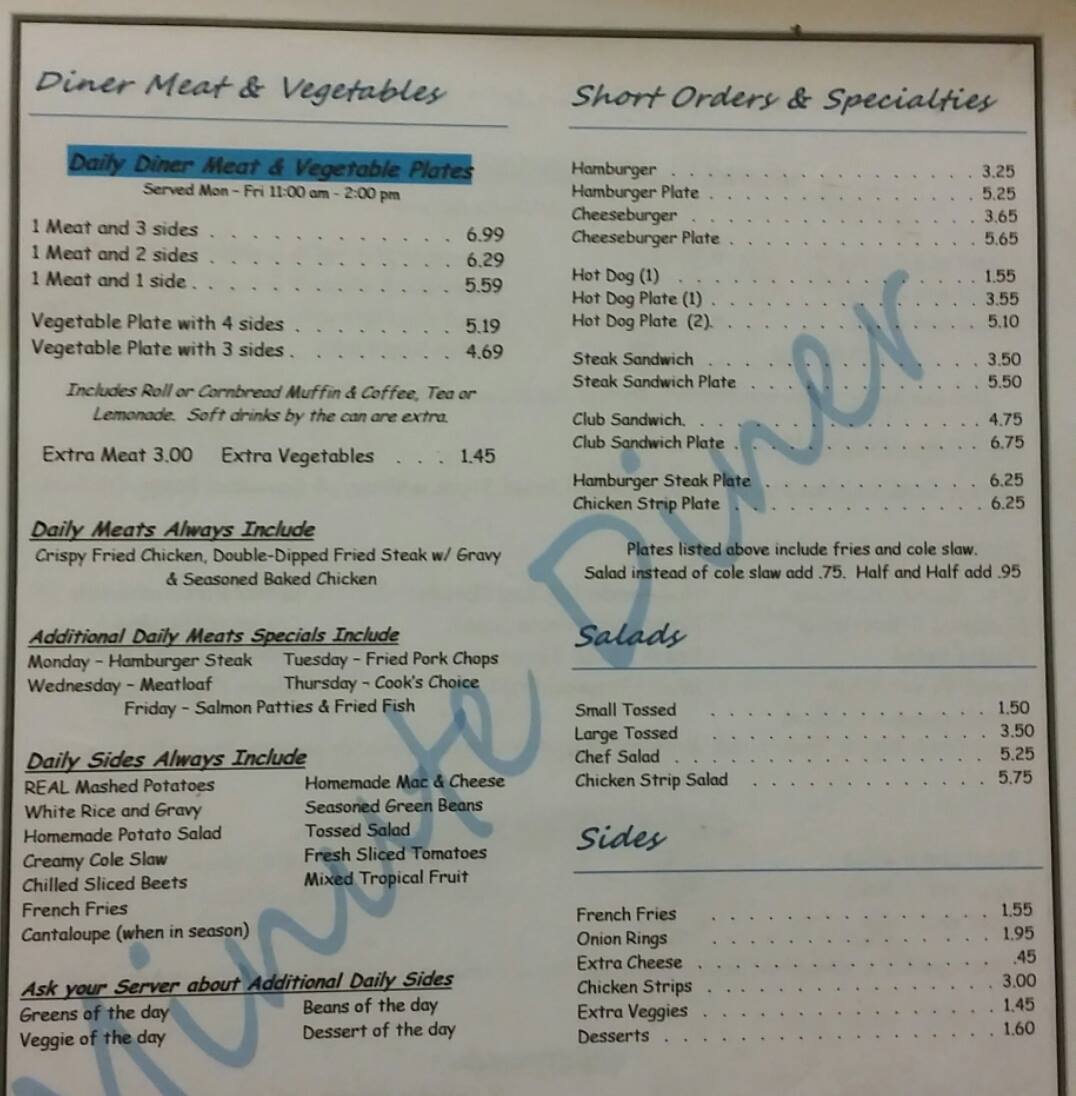 Diner Meat & Vegetables
Daily Diner Meat & Vegetable Plates
Served Mon - Fri 11:00 am - 2:00 pm
1 Meat and 3 sides . . . . . . . . . . . . 6.99
1 Meat and 2 sides . . . . . . . . . . . . 6.29
1 Meat and 1 side . . . . . . . . . . . . 5.59
Vegetable Plate with 4 sides . . . . . . . . 5.19
Vegetable Plate with 3 sides . . . . . . . . 4.69
Includes Roll or Cornbread Muffin & Coffee, Tea or
Lemonade. Soft drinks by the can are extra.
Extra Meat 3.00 Extra Vegetables . . . 1.45
Daily Meats Always Include
Crispy Fried Chicken, Double-Dipped Fried Steak w/ Gravy
& Seasoned Baked Chicken
Additional Daily Meats Specials Include
Monday - Hamburger Steak Tuesday - Fried Pork Chops
Wednesday - Meatloaf Thursday - Cook's Choice
Friday - Salmon Patties & Fried Fish
Daily Sides Always Include
REAL Mashed Potatoes
White Rice and Gravy
Homemade Potato Salad
Creamy Cole Slaw
Chilled Sliced Beets
French Fries
Cantaloupe (when in season)
Homemade Mac & Cheese
Seasoned Green Beans
Tossed Salad
Fresh Sliced Tomatoes
Mixed Tropical Fruit
Ask your Server about Additional Daily Sides
Greens of the day
Veggie of the day
Beans of the day
Dessert of the day
Short Orders & Specialties
Hamburger . . . . . . . . . . . . . . 3.25
Hamburger Plate . . . . . . . . . . . . . 5.25
Cheeseburger . . . . . . . . . . . . . 3.65
Cheeseburger Plate . . . . . . . . . . . . 5.65
Hot Dog (1) . . . . . . . . . . . . . . 1.55
Hot Dog Plate (1) . . . . . . . . . . . . . 3.55
Hot Dog Plate (2). . . . . . . . . . . . . 5.10
Steak Sandwich . . . . . . . . . . . . . 3.50
Steak Sandwich Plate . . . . . . . . . . . 5.50
Club Sandwich. . . . . . . . . . . . . . 4.75
Club Sandwich Plate . . . . . . . . . . . . 6.75
Hamburger Steak Plate . . . . . . . . . . . 6.25
Chicken Strip Plate . . . . . . . . . . . . 6.25
Plates listed above include fries and cole slaw.
Salad instead of cole slaw add .75. Half and Half add .95
Salads
Small Tossed . . . . . . . . . . . . . 1.50
Large Tossed . . . . . . . . . . . . . 3.50
Chef Salad . . . . . . . . . . . . . . 5.25
Chicken Strip Salad . . . . . . . . . . . 5.75
Sides
French Fries . . . . . . . . . . . . . 1.55
Onion Rings . . . . . . . . . . . . . 1.95
Extra Cheese . . . . . . . . . . . . . .45
Chicken Strips . . . . . . . . . . . . . 3.00
Extra Veggies . . . . . . . . . . . . . 1.45
Desserts . . . . . . . . . . . . . . . 1.60
Minute Diner